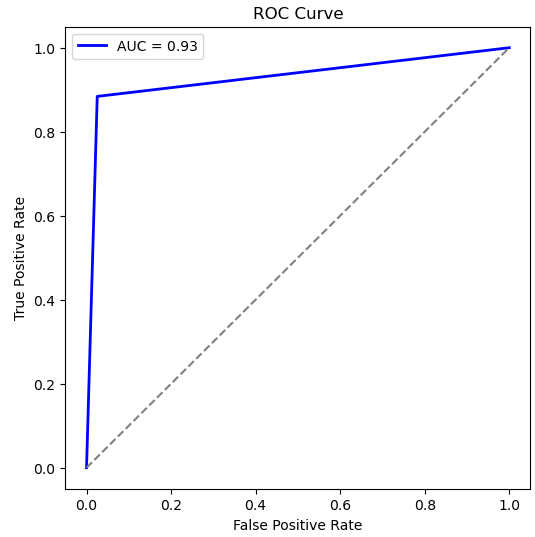 ROC Curve
AUC = 0.93
1.0
0.8
0.6
0.4
0.2
0.0
True Positive Rate
0.0 0.2 0.4 0.6 0.8 1.0
False Positive Rate